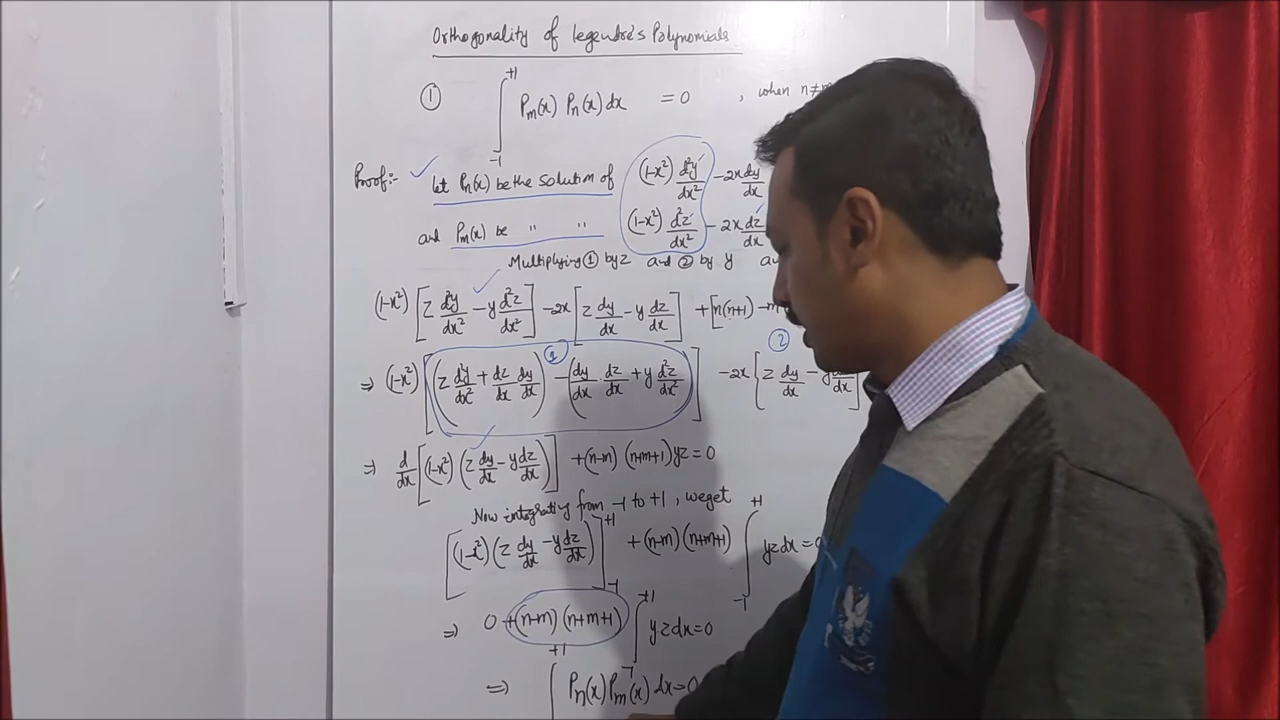 Orthogonality of legendre's Polynomials
① ∫_{-1}^{+1} Pm(x) Pn(x) dx = 0 , when n≠m
Proof:- let Pn(x) be the solution of (1-x²) d²y/dx² - 2x dy/dx
and Pm(x) be " " (1-x²) d²z/dx² - 2x dz/dx
Multiplying ① by z and ② by y
(1-x²) [z d²y/dx² - y d²z/dx²] - 2x [z dy/dx - y dz/dx] + [n(n+1) - m
⇒ (1-x²) [(z d²y/dx² + dz/dx dy/dx) - (dy/dx dz/dx + y d²z/dx²)] - 2x {z dy/dx - y dz/dx}
⇒ d/dx [(1-x²) (z dy/dx - y dz/dx)] + (n-m) (n+m+1) yz = 0
Now integrating from -1 to +1, we get
[(1-x²) (z dy/dx - y dz/dx)]_{-1}^{+1} + (n-m) (n+m+1) ∫_{-1}^{+1} yz dx = 0
⇒ 0 + (n-m) (n+m+1) ∫_{-1}^{+1} yz dx = 0
⇒ ∫^{+1} Pn(x) Pm(x) dx = 0